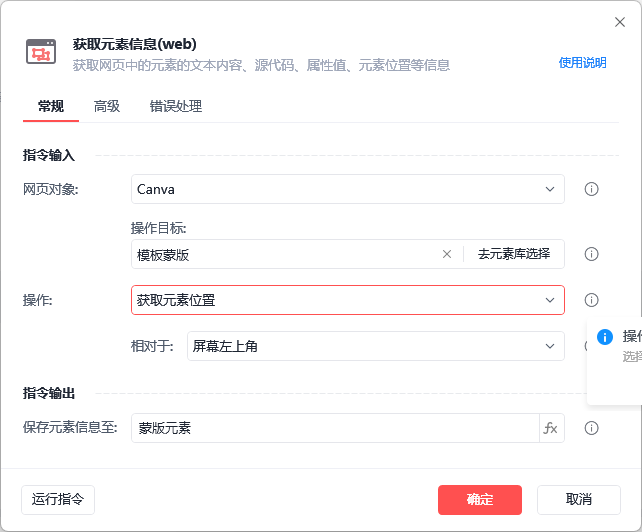 获取元素信息(web)
获取网页中的元素的文本内容、源代码、属性值、元素位置等信息
使用说明
常规 高级 错误处理
指令输入
网页对象: Canva
操作目标:
模板蒙版 去元素库选择
操作: 获取元素位置
操作
相对于: 屏幕左上角
选择
指令输出
保存元素信息至: 蒙版元素 fx
运行指令 确定 取消